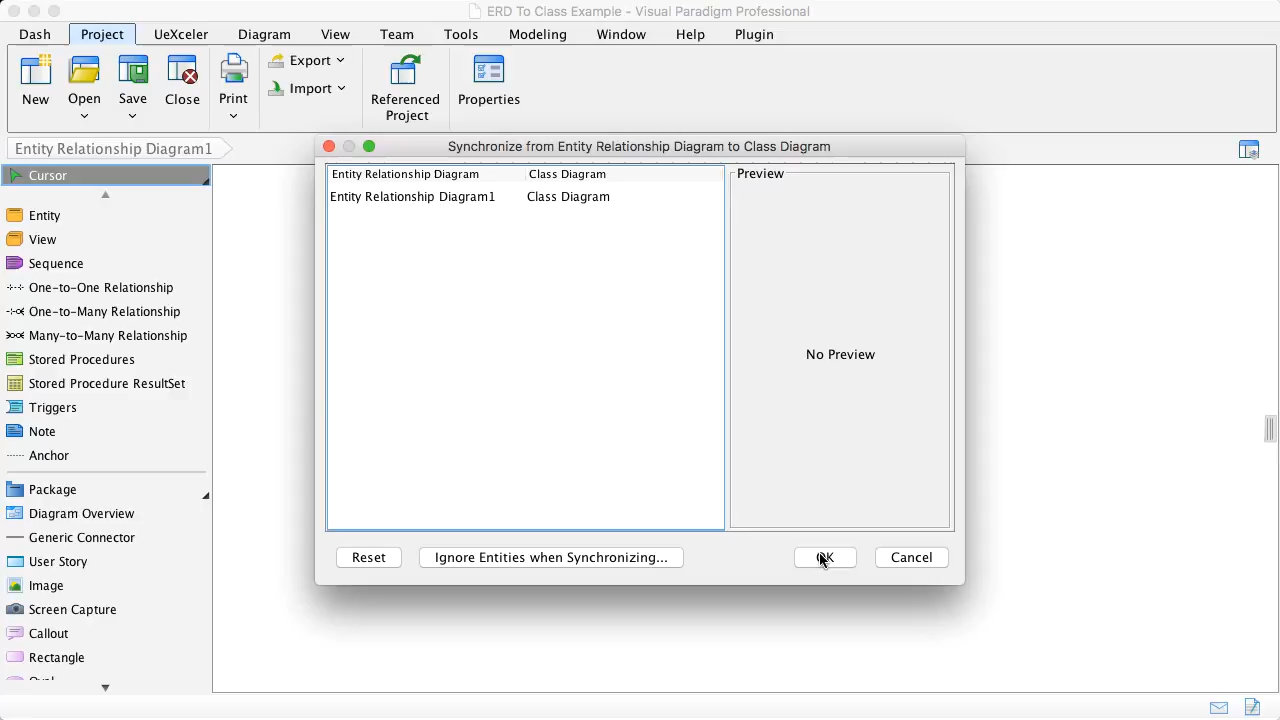 ERD To Class Example - Visual Paradigm Professional
Dash Project UeXceler Diagram View Team Tools Modeling Window Help Plugin
New Open Save Close Print Export Import Referenced Project Properties
Entity Relationship Diagram1
Synchronize from Entity Relationship Diagram to Class Diagram
Entity Relationship Diagram Class Diagram
Entity Relationship Diagram1 Class Diagram
Preview
No Preview
Reset Ignore Entities when Synchronizing... Cancel
Cursor
Entity
View
Sequence
One-to-One Relationship
One-to-Many Relationship
Many-to-Many Relationship
Stored Procedures
Stored Procedure ResultSet
Triggers
Note
Anchor
Package
Diagram Overview
Generic Connector
User Story
Image
Screen Capture
Callout
Rectangle